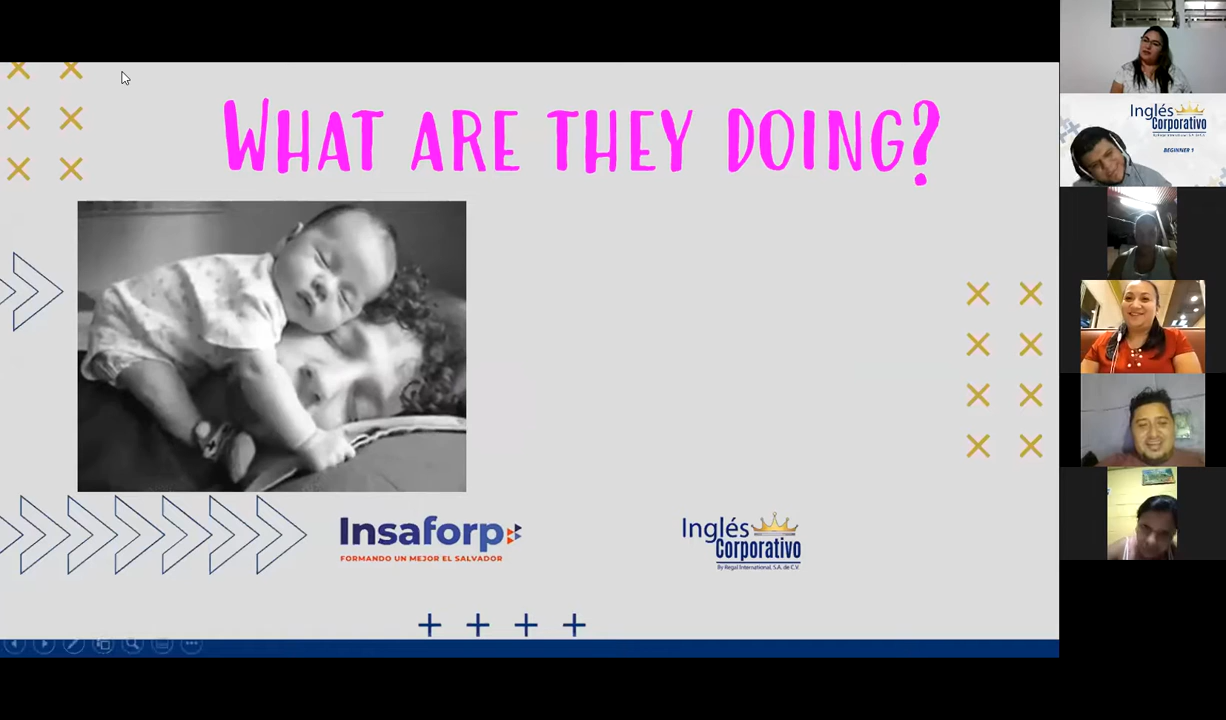 WHAT ARE THEY DOING?
Insaforp
FORMANDO UN MEJOR EL SALVADOR
Inglés
Corporativo
By Regal International, S.A. de C.V.
Inglés
Corporativo
BEGINNER 1